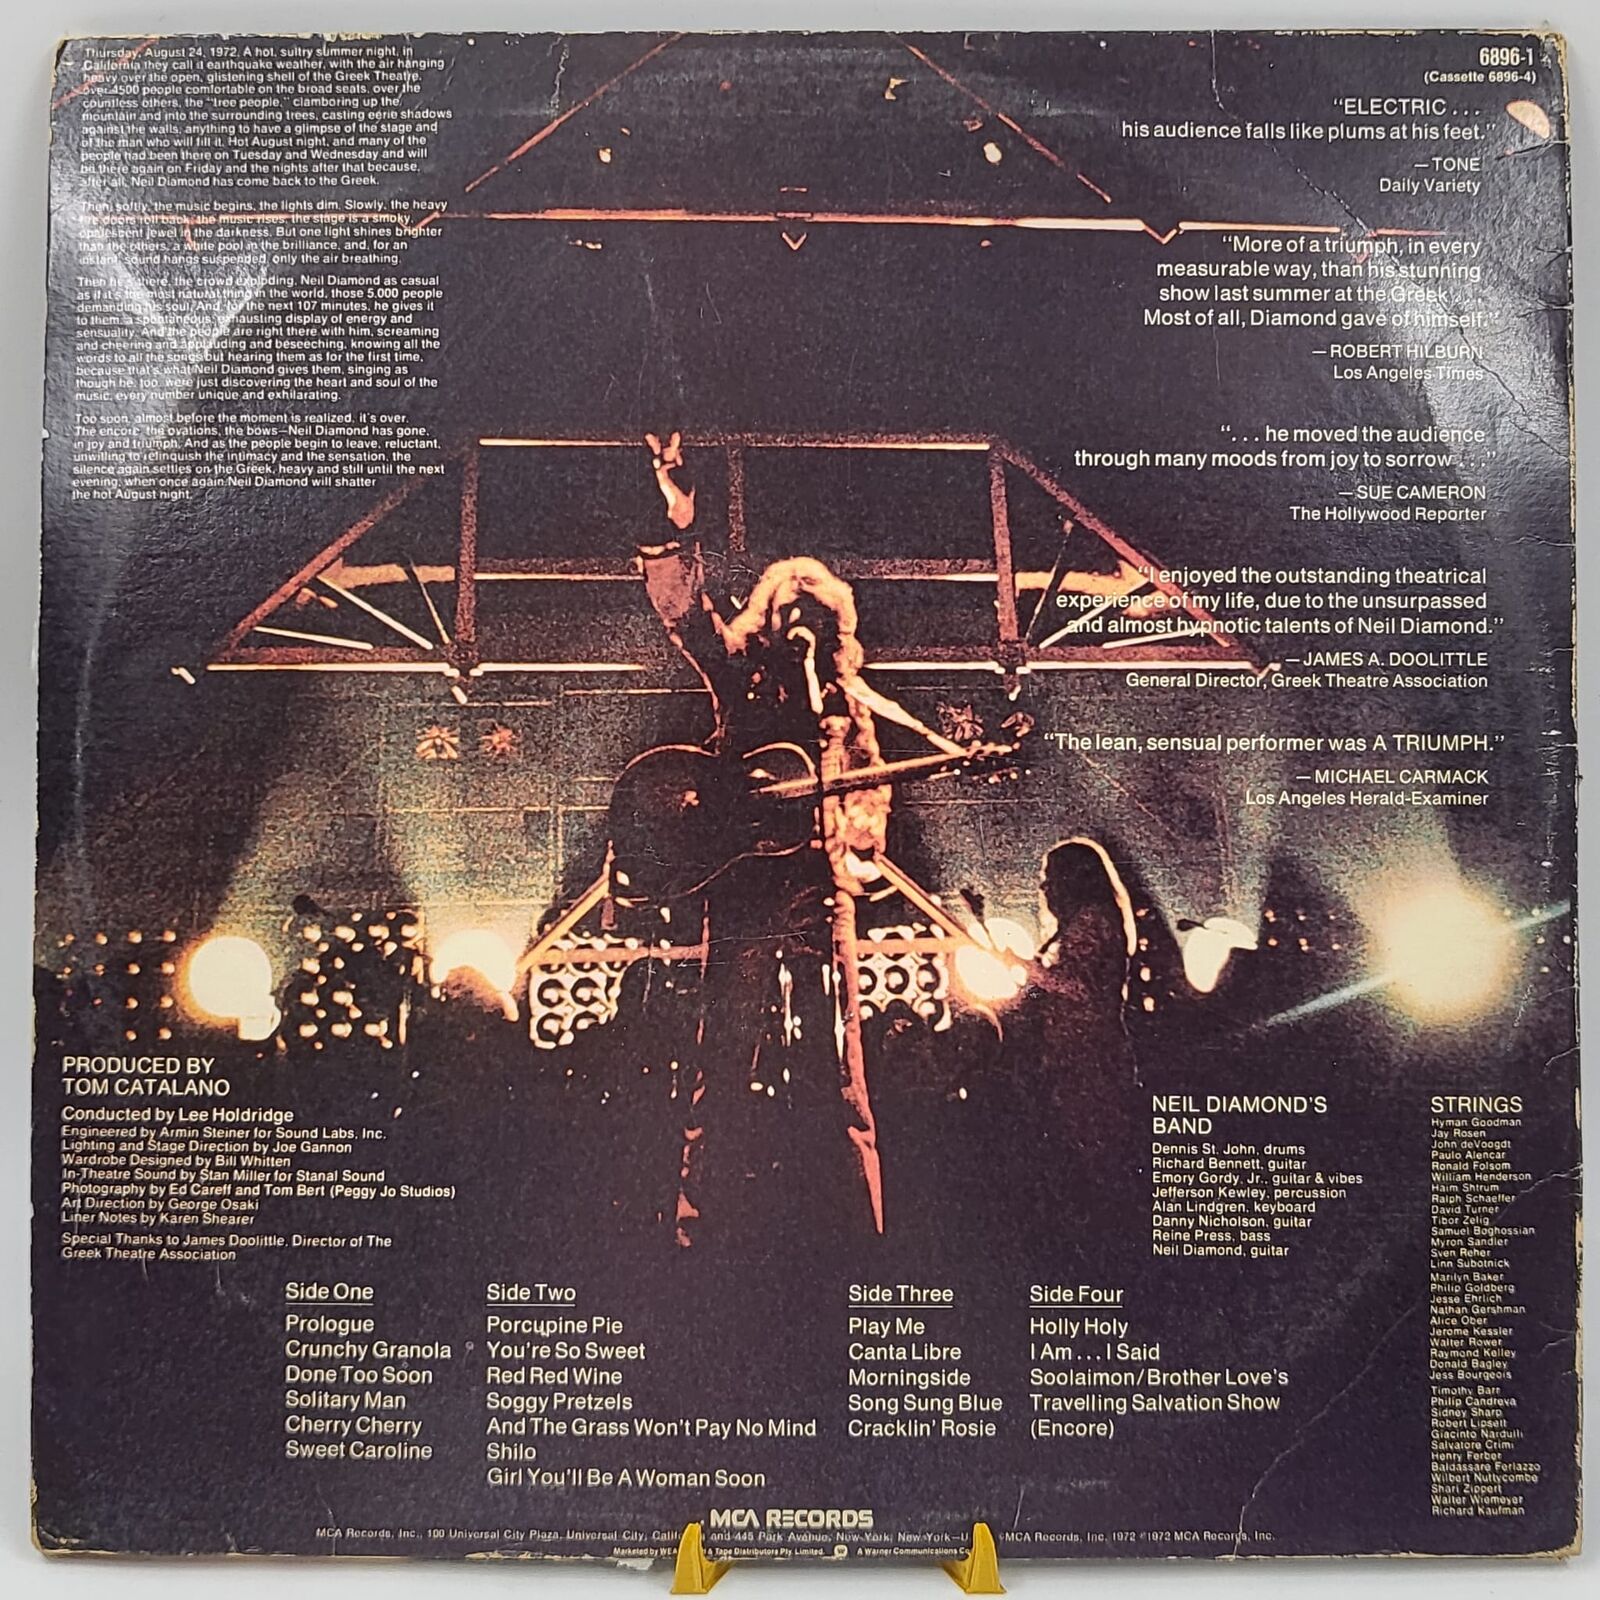 Thursday, August 24, 1972. A hot, sultry summer night, in
California they call it earthquake weather, with the air hanging
heavy over the open, glistening shell of the Greek Theatre.
Over 4500 people comfortable on the broad seats, over the
countless others, the "tree people," clamboring up the
mountain and into the surrounding trees, casting eerie shadows
against the walls, anything to have a glimpse of the stage and
of the man who will fill it. Hot August night, and many of the
people had been there on Tuesday and Wednesday and will
be there again on Friday and the nights after that because,
after all, Neil Diamond has come back to the Greek.
Then, softly, the music begins, the lights dim. Slowly, the heavy
fire doors roll back, the music rises, the stage is a smoky,
opalescent jewel in the darkness. But one light shines brighter
than the others, a white pool in the brilliance, and, for an
instant, sound hangs suspended, only the air breathing.
Then he's there, the crowd exploding. Neil Diamond as casual
as if it's the most natural thing in the world, those 5,000 people
demanding his soul. And, for the next 107 minutes, he gives it
to them, a spontaneous, exhausting display of energy and
sensuality. And the people are right there with him, screaming
and cheering and applauding and beseeching, knowing all the
words to all the songs but hearing them as for the first time,
because that's what Neil Diamond gives them, singing as
though he, too, were just discovering the heart and soul of the
music, every number unique and exhilarating.
Too soon, almost before the moment is realized, it's over.
The encore, the ovations, the bows—Neil Diamond has gone,
in joy and triumph. And as the people begin to leave, reluctant,
unwilling to relinquish the intimacy and the sensation, the
silence again settles on the Greek, heavy and still until the next
evening, when once again Neil Diamond will shatter
the hot August night.
6896-1
(Cassette 6896-4)
"ELECTRIC...
his audience falls like plums at his feet."
—TONE
Daily Variety
"More of a triumph, in every
measurable way, than his stunning
show last summer at the Greek...
Most of all, Diamond gave of himself."
—ROBERT HILBURN
Los Angeles Times
"...he moved the audience
through many moods from joy to sorrow..."
—SUE CAMERON
The Hollywood Reporter
"I enjoyed the outstanding theatrical
experience of my life, due to the unsurpassed
and almost hypnotic talents of Neil Diamond."
—JAMES A. DOOLITTLE
General Director, Greek Theatre Association
"The lean, sensual performer was A TRIUMPH."
—MICHAEL CARMACK
Los Angeles Herald-Examiner
PRODUCED BY
TOM CATALANO
Conducted by Lee Holdridge
Engineered by Armin Steiner for Sound Labs, Inc.
Lighting and Stage Direction by Joe Gannon
Wardrobe Designed by Bill Whitten
In-Theatre Sound by Stan Miller for Stanal Sound
Photography by Ed Careff and Tom Bert (Peggy Jo Studios)
Art Direction by George Osaki
Liner Notes by Karen Shearer
Special Thanks to James Doolittle, Director of The
Greek Theatre Association
NEIL DIAMOND'S
BAND
Dennis St. John, drums
Richard Bennett, guitar
Emory Gordy, Jr., guitar & vibes
Jefferson Kewley, percussion
Alan Lindgren, keyboard
Danny Nicholson, guitar
Reine Press, bass
Neil Diamond, guitar
STRINGS
Hyman Goodman
Jay Rosen
John deVoogdt
Paulo Alencar
Ronald Folsom
William Henderson
Haim Shtrum
Ralph Schaeffer
David Turner
Tibor Zelig
Samuel Boghossian
Myron Sandler
Sven Reher
Linn Subotnick
Marilyn Baker
Philip Goldberg
Jesse Ehrlich
Nathan Gershman
Alice Ober
Jerome Kessler
Walter Rower
Raymond Kelley
Donald Bagley
Jess Bourgeois
Timothy Barr
Philip Candreva
Sidney Sharp
Robert Lipsett
Giacinto Nardulli
Salvatore Crimi
Henry Ferber
Baldassare Ferlazzo
Wilbert Nuttycombe
Shari Zippert
Walter Wiemeyer
Richard Kaufman
Side One
Prologue
Crunchy Granola
Done Too Soon
Solitary Man
Cherry Cherry
Sweet Caroline
Side Two
Porcupine Pie
You're So Sweet
Red Red Wine
Soggy Pretzels
And The Grass Won't Pay No Mind
Shilo
Girl You'll Be A Woman Soon
Side Three
Play Me
Canta Libre
Morningside
Song Sung Blue
Cracklin' Rosie
Side Four
Holly Holy
I Am...I Said
Soolaimon/Brother Love's
Travelling Salvation Show
(Encore)
MCA RECORDS
MCA Records, Inc., 100 Universal City Plaza, Universal City, and 445 Park Avenue, New York, New York—U ©MCA Records, Inc. 1972 ℗1972 MCA Records, Inc.
Marketed by WEA & Tape Distributors Pty. Limited. A Warner Communications Co